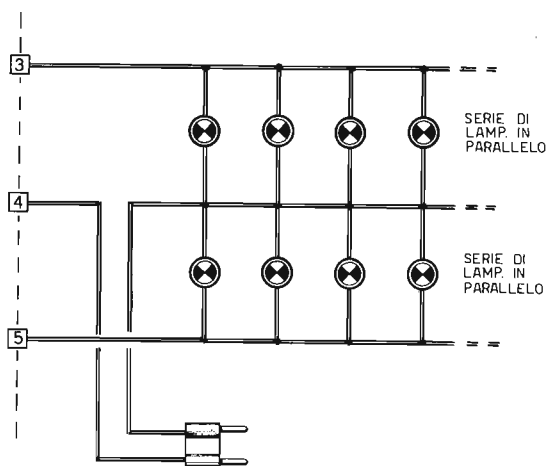 3
SERIE DI
LAMP. IN
PARALLELO
4
SERIE DI
LAMP. IN
PARALLELO
5